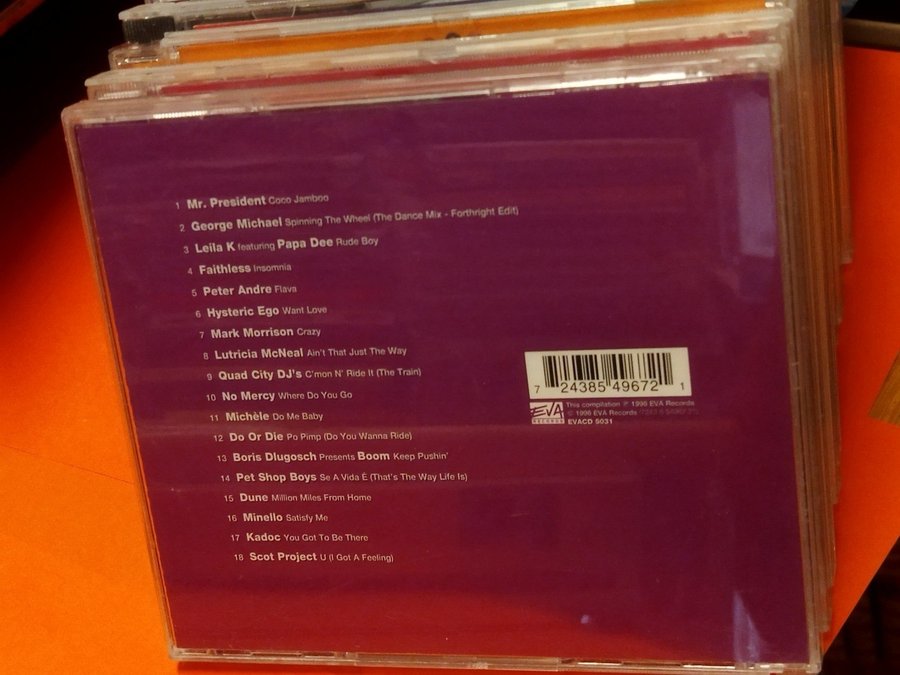 1 Mr. President Coco Jamboo
2 George Michael Spinning The Wheel (The Dance Mix - Forthright Edit)
3 Leila K featuring Papa Dee Rude Boy
4 Faithless Insomnia
5 Peter Andre Flava
6 Hysteric Ego Want Love
7 Mark Morrison Crazy
8 Lutricia McNeal Ain't That Just The Way
9 Quad City DJ's C'mon N' Ride It (The Train)
10 No Mercy Where Do You Go
11 Michèle Do Me Baby
12 Do Or Die Po Pimp (Do You Wanna Ride)
13 Boris Dlugosch Presents Boom Keep Pushin'
14 Pet Shop Boys Se A Vida É (That's The Way Life Is)
15 Dune Million Miles From Home
16 Minello Satisfy Me
17 Kadoc You Got To Be There
18 Scot Project U (I Got A Feeling)
7 24385 49672 1
EVA RECORDS
This compilation ℗ 1996 EVA Records
© 1996 EVA Records
EVACD 5031